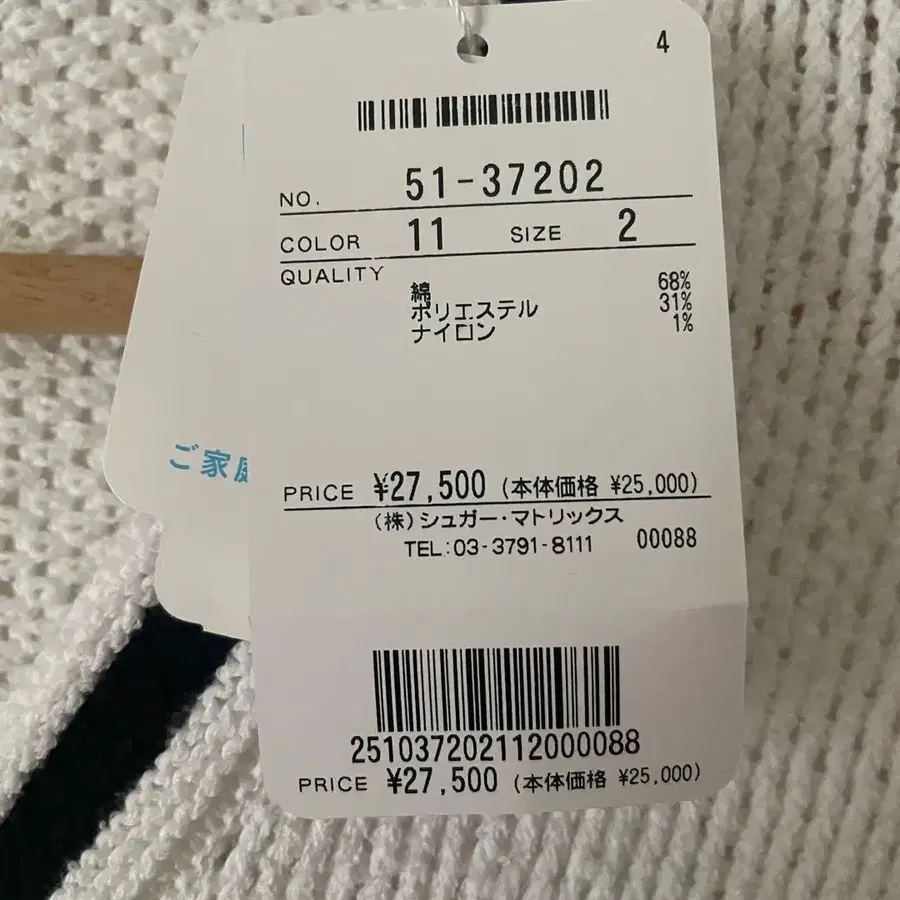 4
NO. 51-37202
COLOR 11 SIZE 2
QUALITY
綿 68%
ポリエステル 31%
ナイロン 1%
ご家庭
PRICE ¥27,500 (本体価格 ¥25,000)
(株)シュガー・マトリックス
TEL:03-3791-8111 00088
251037202112000088
PRICE ¥27,500 (本体価格 ¥25,000)